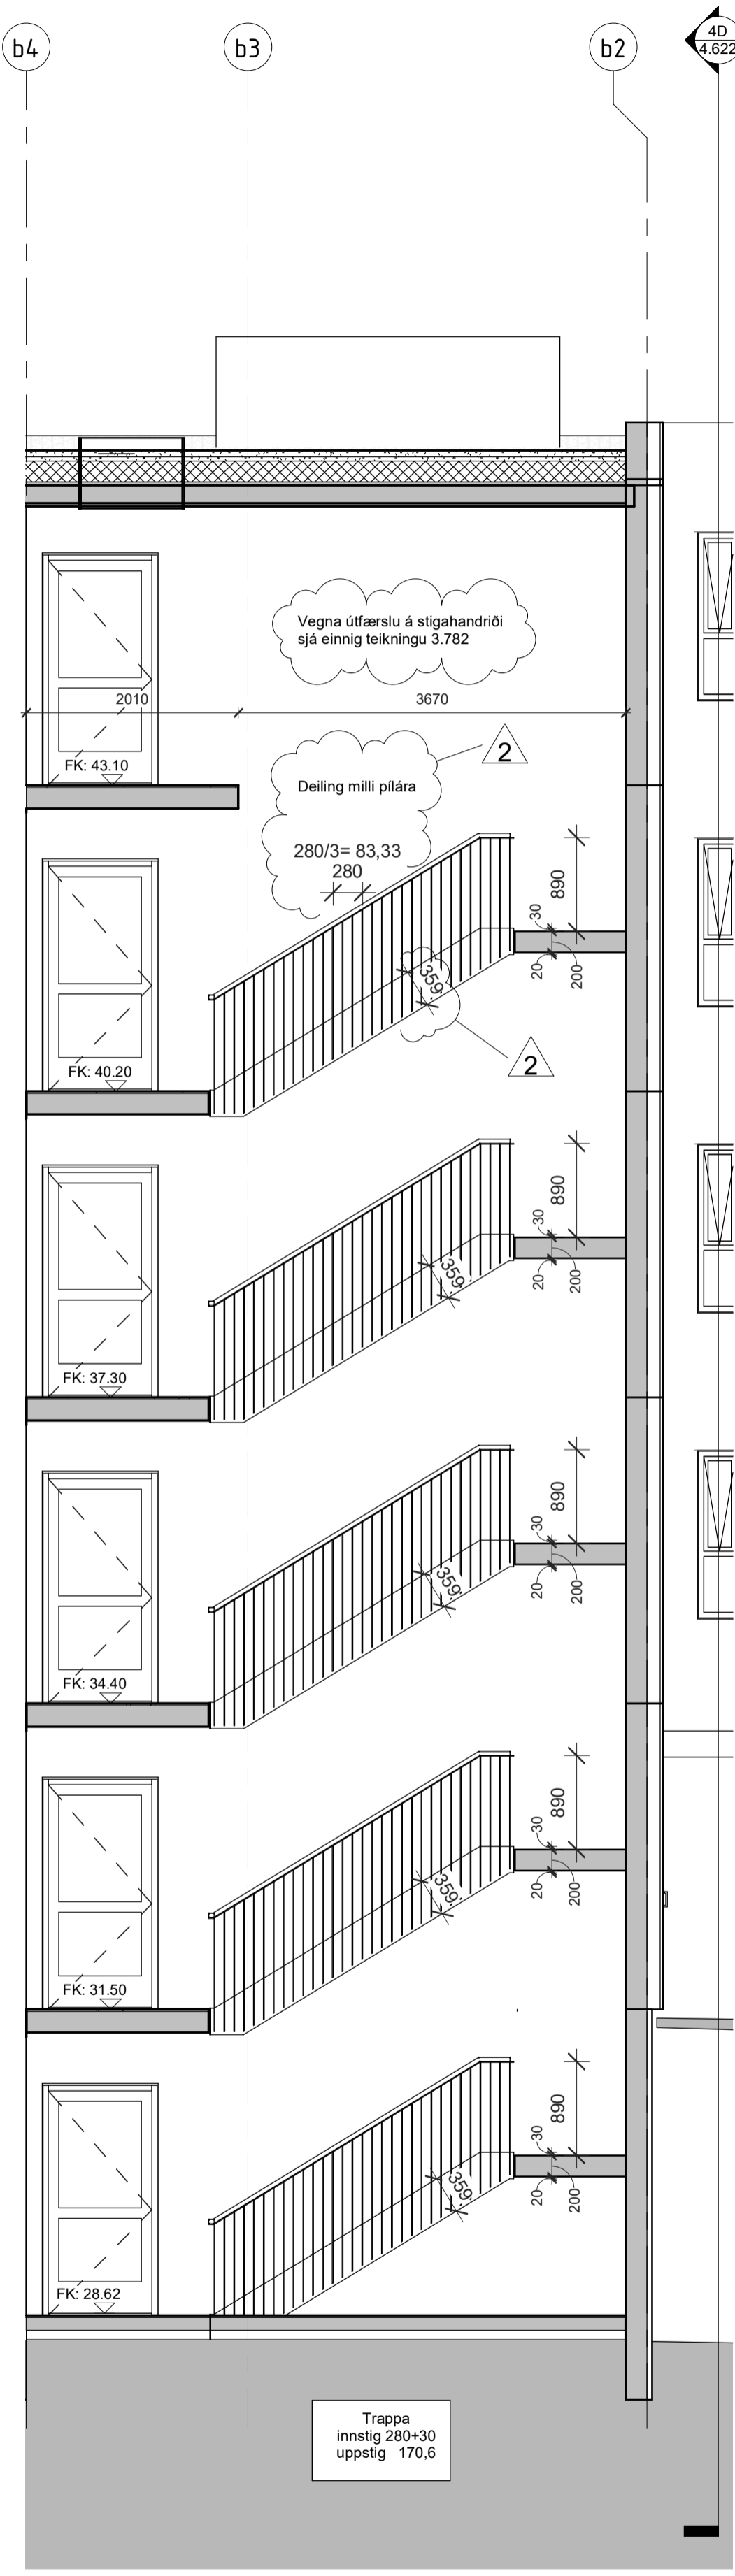 b4
b3
b2
4D
4.622
Vegna útfærslu á stigahandriði
sjá einnig teikningu 3.782
2010
3670
2
Deiling milli pílára
FK: 43.10
280/3= 83,33
280
890
30
20
200
359
2
FK: 40.20
890
30
20
200
359
FK: 37.30
890
30
20
200
359
FK: 34.40
890
30
20
200
359
FK: 31.50
890
30
20
200
359
FK: 28.62
Trappa
innstig 280+30
uppstig 170,6